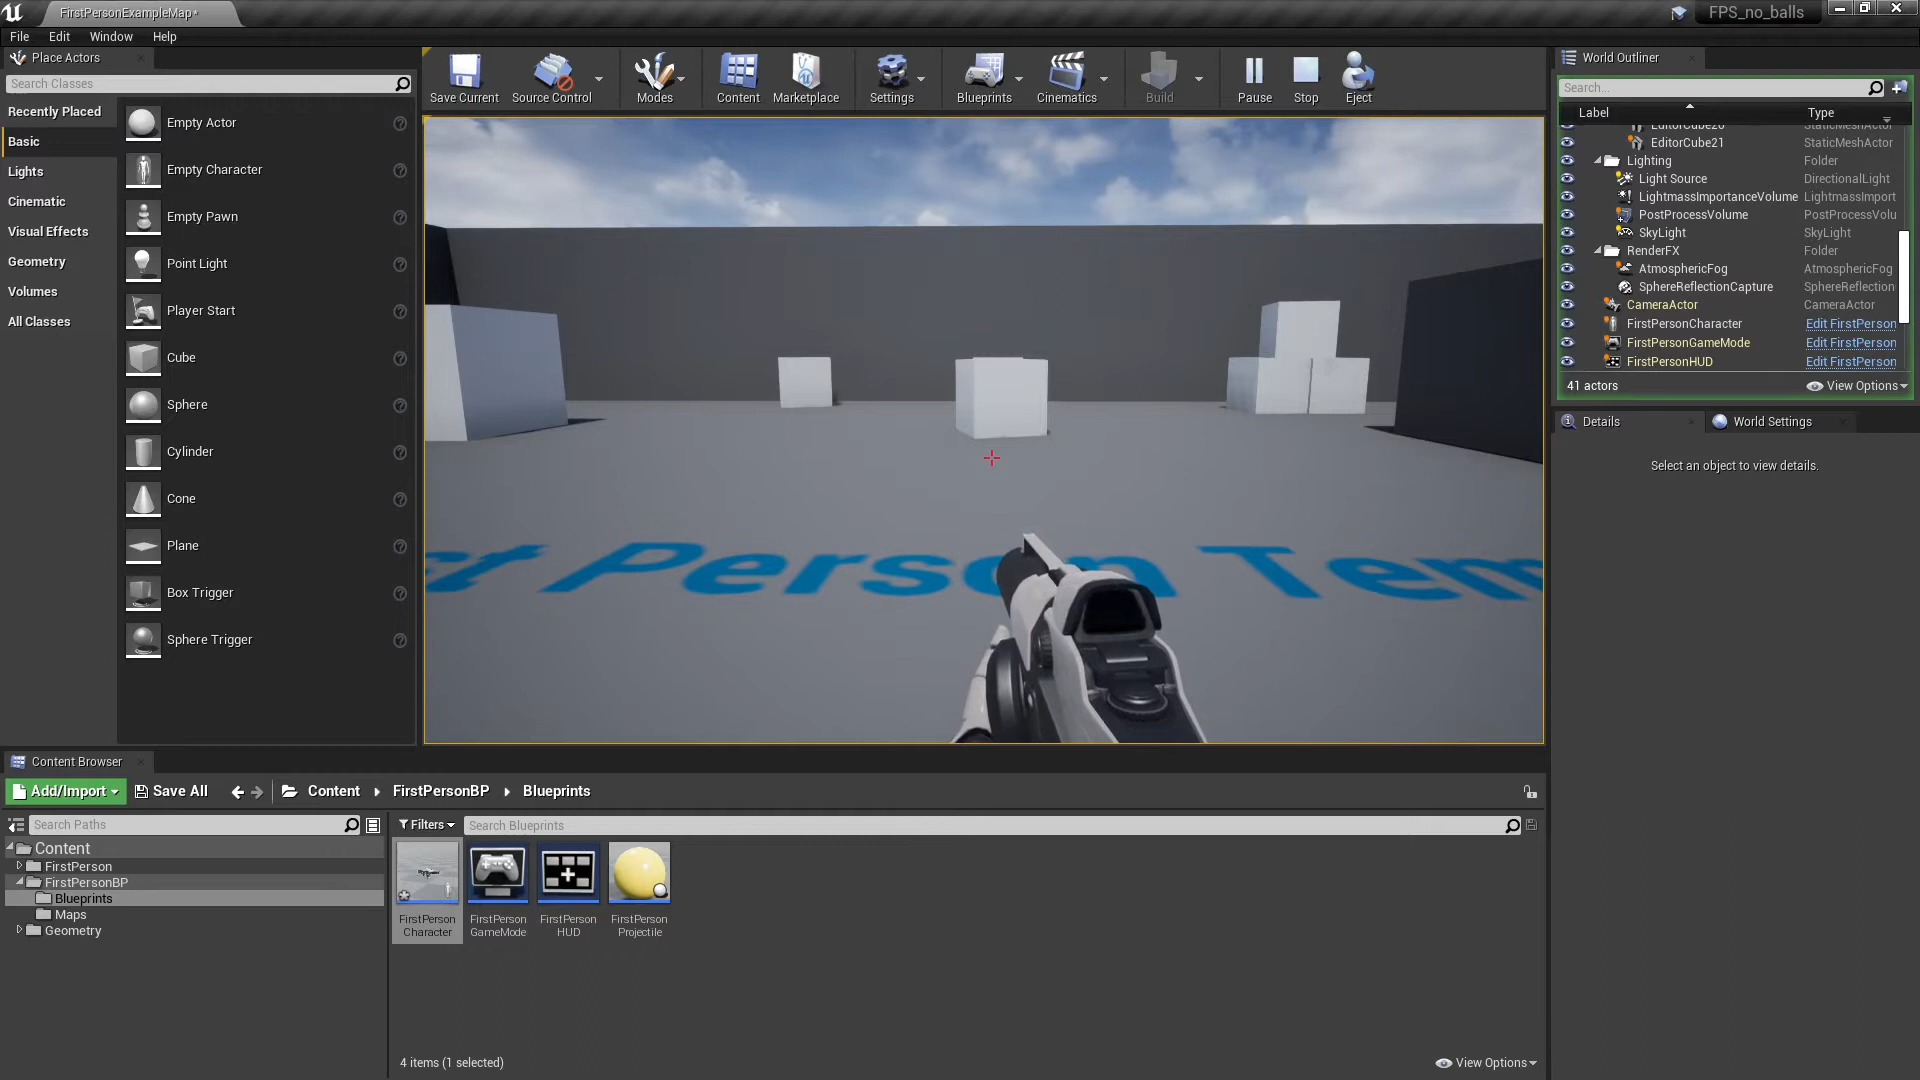 FirstPersonExampleMap*
FPS_no_balls
File Edit Window Help
Place Actors
Search Classes
Recently Placed
Basic
Lights
Cinematic
Visual Effects
Geometry
Volumes
All Classes
Empty Actor
Empty Character
Empty Pawn
Point Light
Player Start
Cube
Sphere
Cylinder
Cone
Plane
Box Trigger
Sphere Trigger
Save Current
Source Control
Modes
Content
Marketplace
Settings
Blueprints
Cinematics
Build
Pause
Stop
Eject
st Person Tem
World Outliner
Search...
Label Type
EditorCube20 StaticMeshActor
EditorCube21 StaticMeshActor
Lighting Folder
Light Source DirectionalLight
LightmassImportanceVolume LightmassImport
PostProcessVolume PostProcessVolu
SkyLight SkyLight
RenderFX Folder
AtmosphericFog AtmosphericFog
SphereReflectionCapture SphereReflection
CameraActor CameraActor
FirstPersonCharacter Edit FirstPerson
FirstPersonGameMode Edit FirstPerson
FirstPersonHUD Edit FirstPerson
41 actors View Options
Details World Settings
Select an object to view details.
Content Browser
Add/Import Save All Content FirstPersonBP Blueprints
Search Paths
Content
FirstPerson
FirstPersonBP
Blueprints
Maps
Geometry
Filters Search Blueprints
FirstPerson
Character
FirstPerson
GameMode
FirstPerson
HUD
FirstPerson
Projectile
4 items (1 selected) View Options